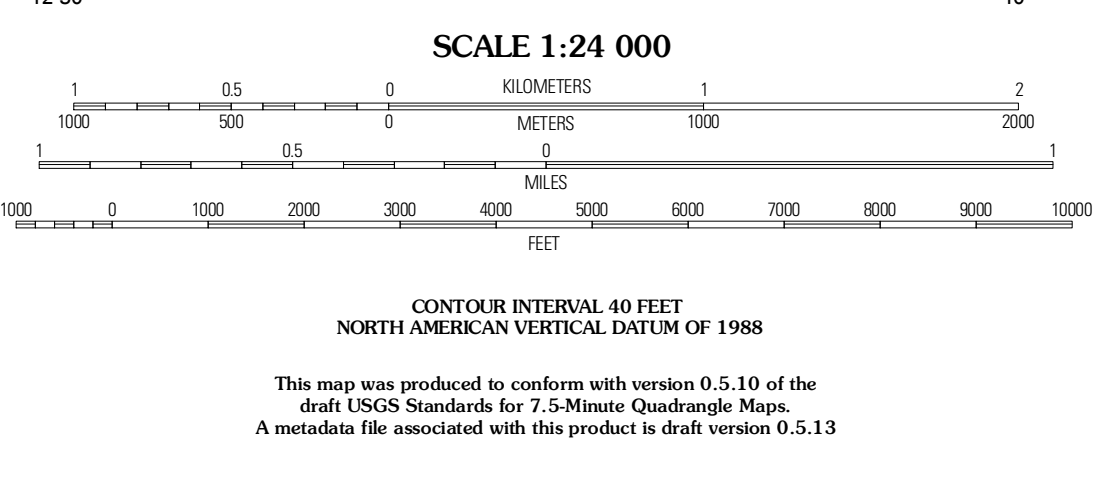 SCALE 1:24 000
1 0.5 0 KILOMETERS 1 2
1000 500 0 METERS 1000 2000
1 0.5 0 1
MILES
1000 0 1000 2000 3000 4000 5000 6000 7000 8000 9000 10000
FEET
CONTOUR INTERVAL 40 FEET
NORTH AMERICAN VERTICAL DATUM OF 1988
This map was produced to conform with version 0.5.10 of the
draft USGS Standards for 7.5-Minute Quadrangle Maps.
A metadata file associated with this product is draft version 0.5.13